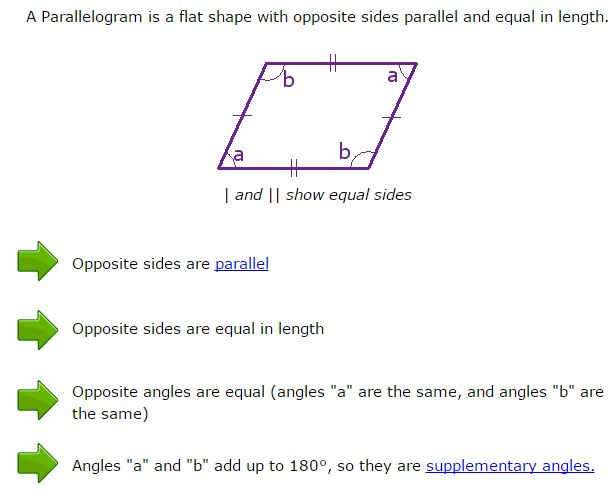 A Parallelogram is a flat shape with opposite sides parallel and equal in length.
b
a
a
b
| and || show equal sides
Opposite sides are parallel
Opposite sides are equal in length
Opposite angles are equal (angles "a" are the same, and angles "b" are
the same)
Angles "a" and "b" add up to 180°, so they are supplementary angles.